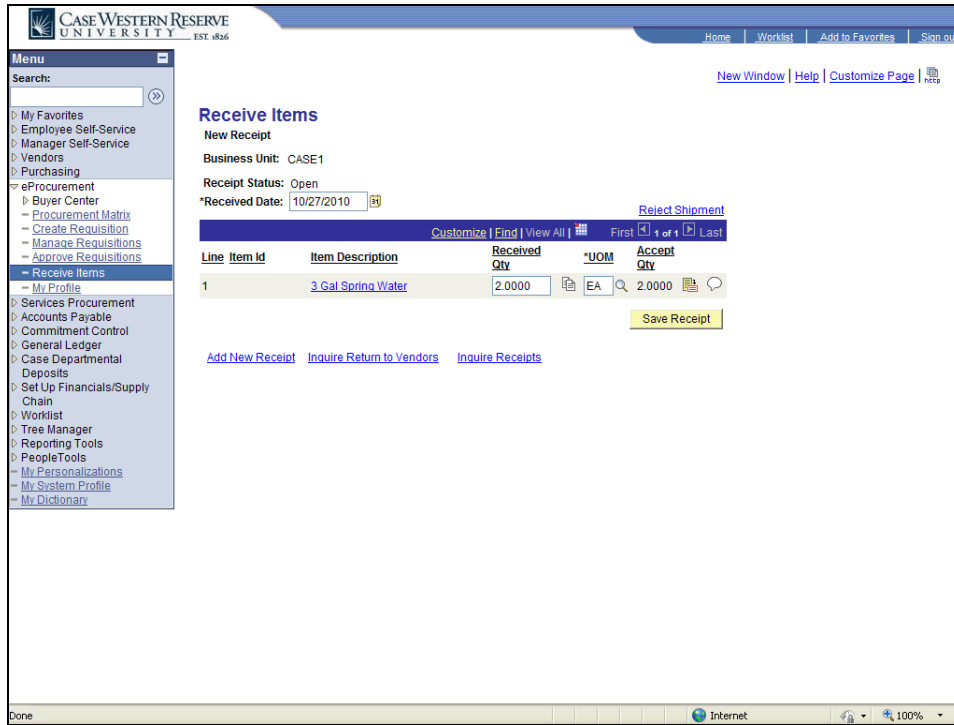 CASE WESTERN RESERVE
UNIVERSITY EST. 1826
Home | Worklist | Add to Favorites | Sign ou
Menu
Search:
My Favorites
Employee Self-Service
Manager Self-Service
Vendors
Purchasing
eProcurement
Buyer Center
Procurement Matrix
Create Requisition
Manage Requisitions
Approve Requisitions
Receive Items
My Profile
Services Procurement
Accounts Payable
Commitment Control
General Ledger
Case Departmental
Deposits
Set Up Financials/Supply
Chain
Worklist
Tree Manager
Reporting Tools
PeopleTools
My Personalizations
My System Profile
My Dictionary
New Window | Help | Customize Page | http
Receive Items
New Receipt
Business Unit: CASE1
Receipt Status: Open
*Received Date: 10/27/2010 31
Reject Shipment
Customize | Find | View All | First 1 of 1 Last
Line Item Id Item Description Received Qty *UOM Accept Qty
1 3 Gal Spring Water 2.0000 EA 2.0000
Save Receipt
Add New Receipt Inquire Return to Vendors Inquire Receipts
Done Internet 100%